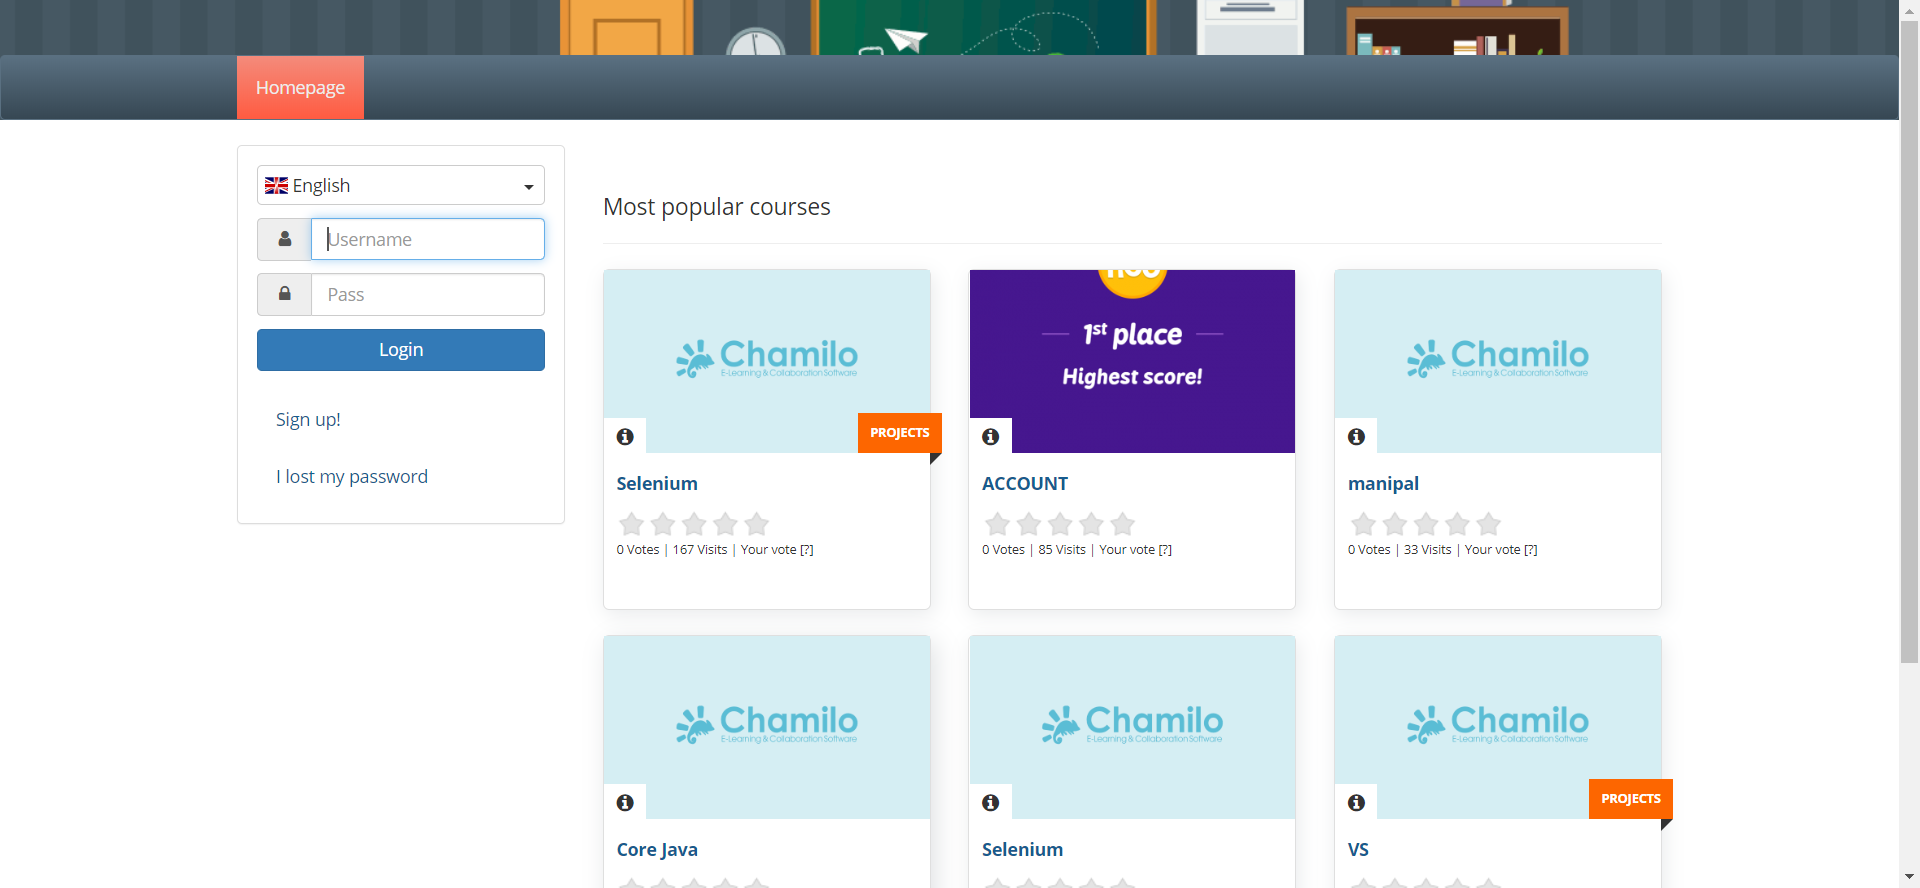 Homepage
English
Username
Pass
Login
Sign up!
I lost my password
Most popular courses
Chamilo
E-Learning & Collaboration Software
PROJECTS
Selenium
0 Votes | 167 Visits | Your vote [?]
1st place
Highest score!
ACCOUNT
0 Votes | 85 Visits | Your vote [?]
Chamilo
E-Learning & Collaboration Software
manipal
0 Votes | 33 Visits | Your vote [?]
Chamilo
E-Learning & Collaboration Software
Core Java
Chamilo
E-Learning & Collaboration Software
Selenium
Chamilo
E-Learning & Collaboration Software
PROJECTS
VS